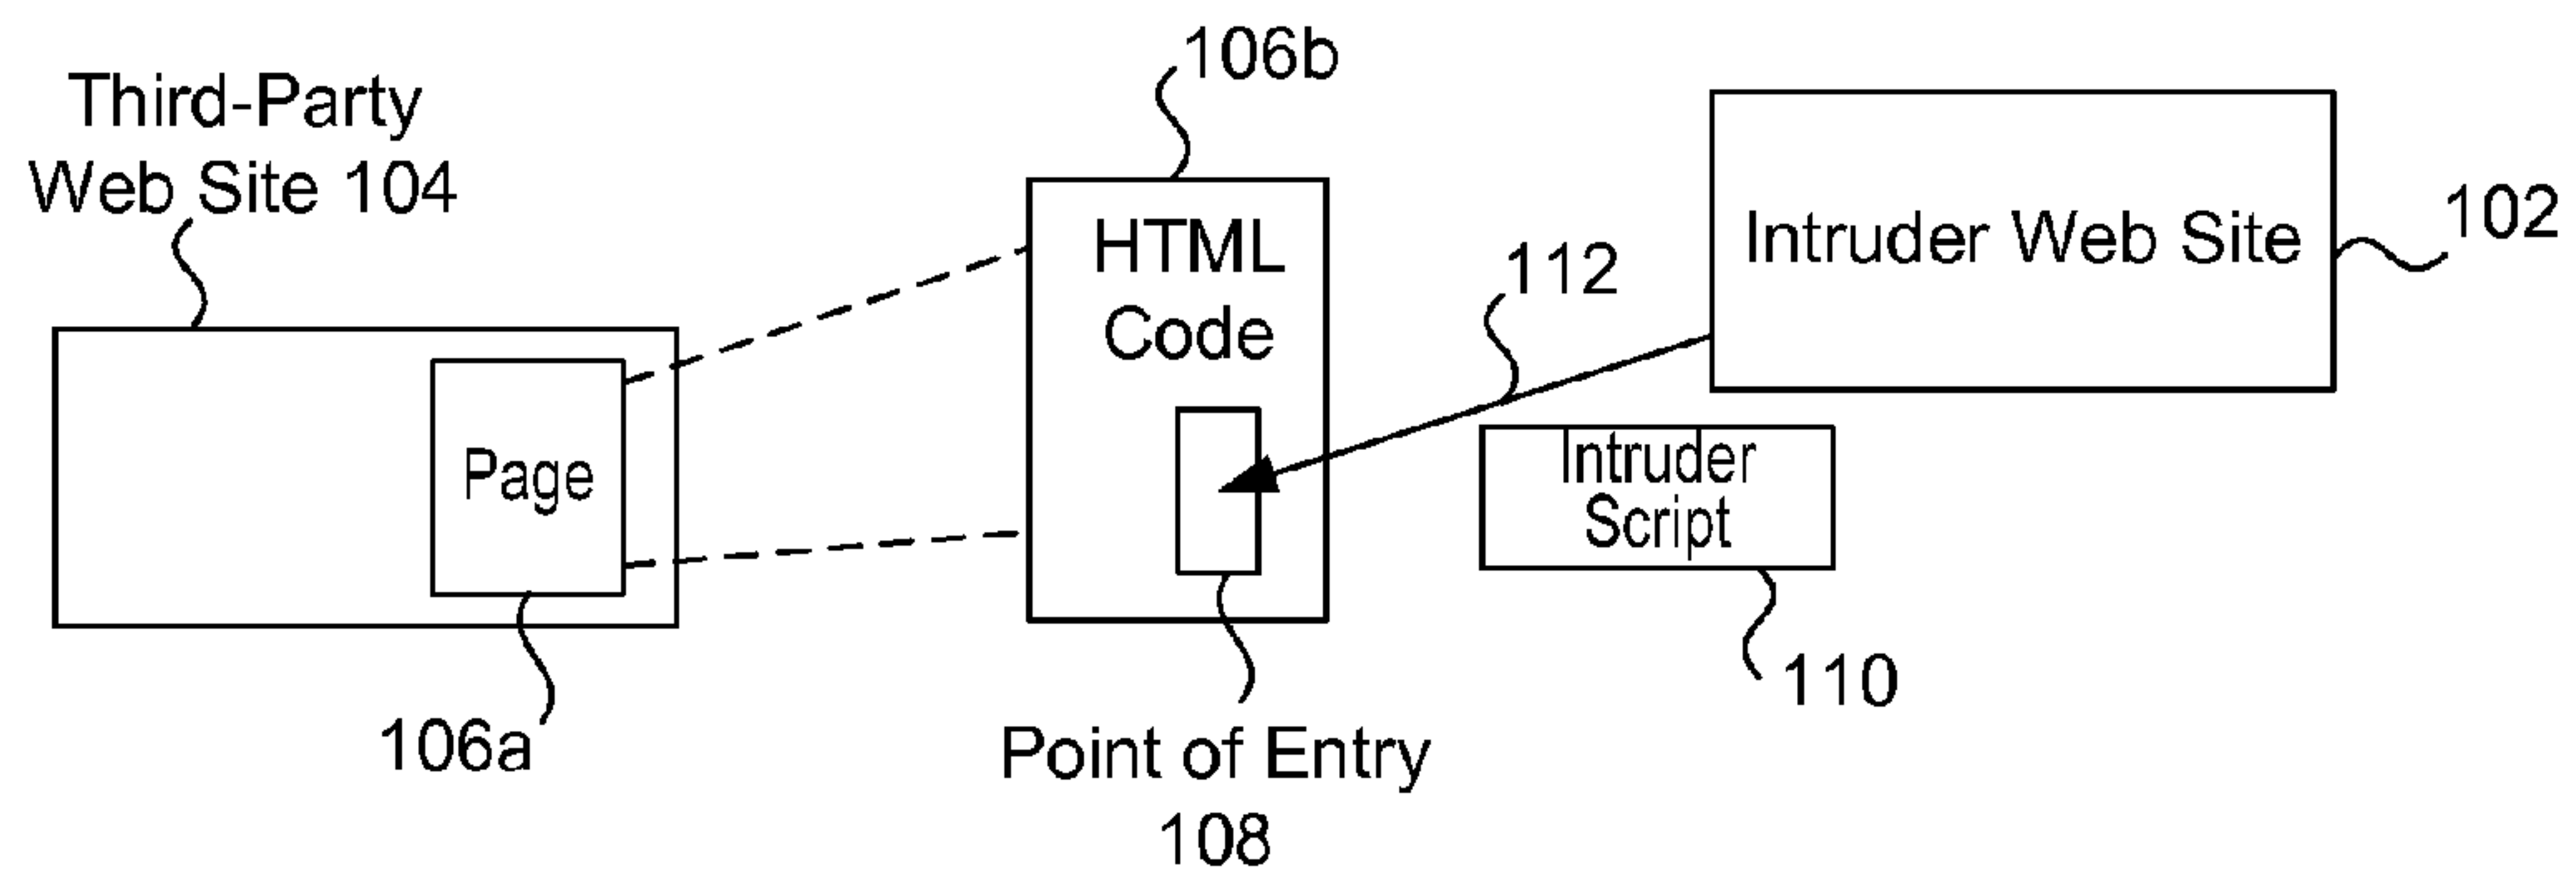 106b
Third-Party
Web Site 104
HTML
Code
Intruder Web Site
102
112
Page
Intruder
Script
106a
110
Point of Entry
108